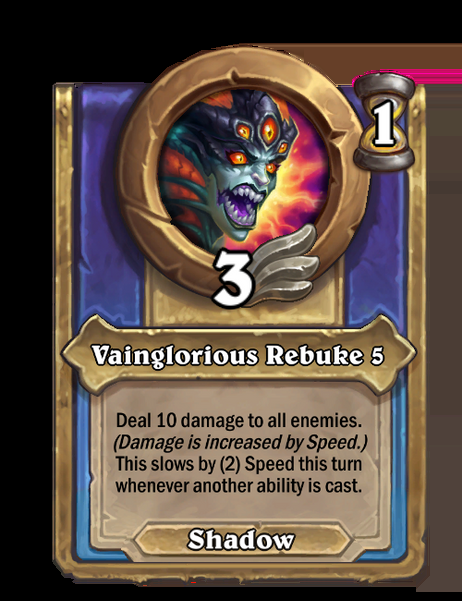 1
3
Vainglorious Rebuke 5
Deal 10 damage to all enemies.
(Damage is increased by Speed.)
This slows by (2) Speed this turn
whenever another ability is cast.
Shadow